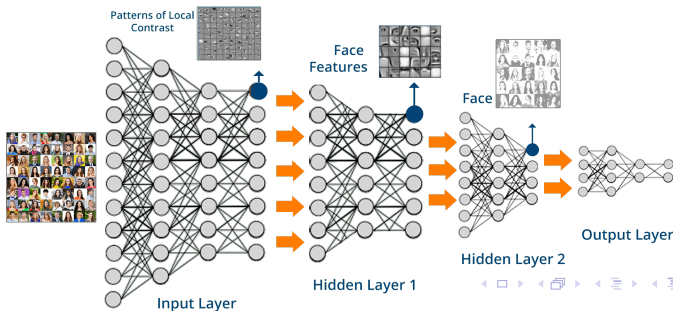 Patterns of Local
Contrast
Face
Features
Face
Input Layer
Hidden Layer 1
Hidden Layer 2
Output Layer